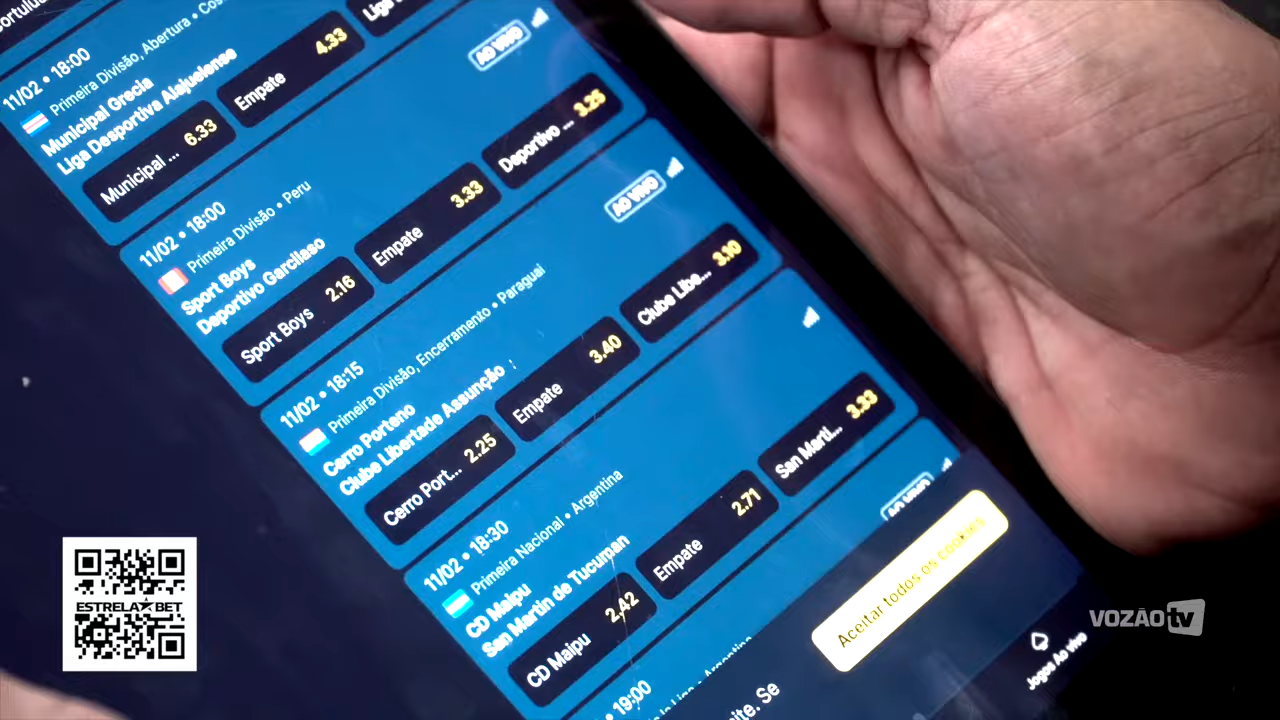 11/02 • 18:00
Primeira Divisão, Abertura •
Municipal Grecia
Liga Desportiva Alajuelense
Municipal ... 6.33
Empate 4.33
AO VIVO
11/02 • 18:00
Primeira Divisão • Peru
Sport Boys
Deportivo Garcilaso
Sport Boys 2.16
Empate 3.33
Deportivo ... 3.25
AO VIVO
11/02 • 18:15
Primeira Divisão, Encerramento • Paraguai
Cerro Porteno
Clube Libertade Assunção
Cerro Port... 2.25
Empate 3.40
Clube Libe... 3.10
11/02 • 18:30
Primeira Nacional • Argentina
CD Maipu
San Martin de Tucuman
CD Maipu 2.42
Empate 2.71
San Marti... 3.33
AO VIVO
19:00
Argentina
Aceitar todos os cookies
Se
Jogos Ao vivo
ESTRELA BET
VOZÃO tv